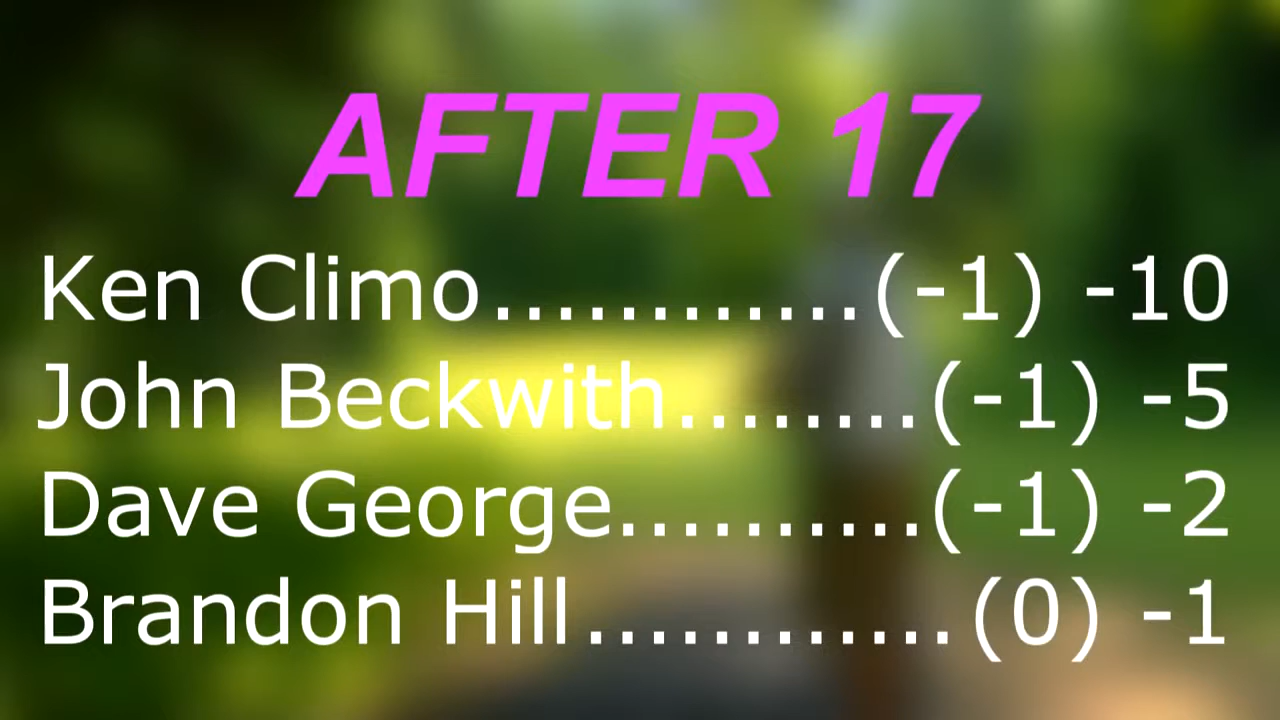 AFTER 17
Ken Climo............(-1) -10
John Beckwith........(-1) -5
Dave George..........(-1) -2
Brandon Hill............(0) -1